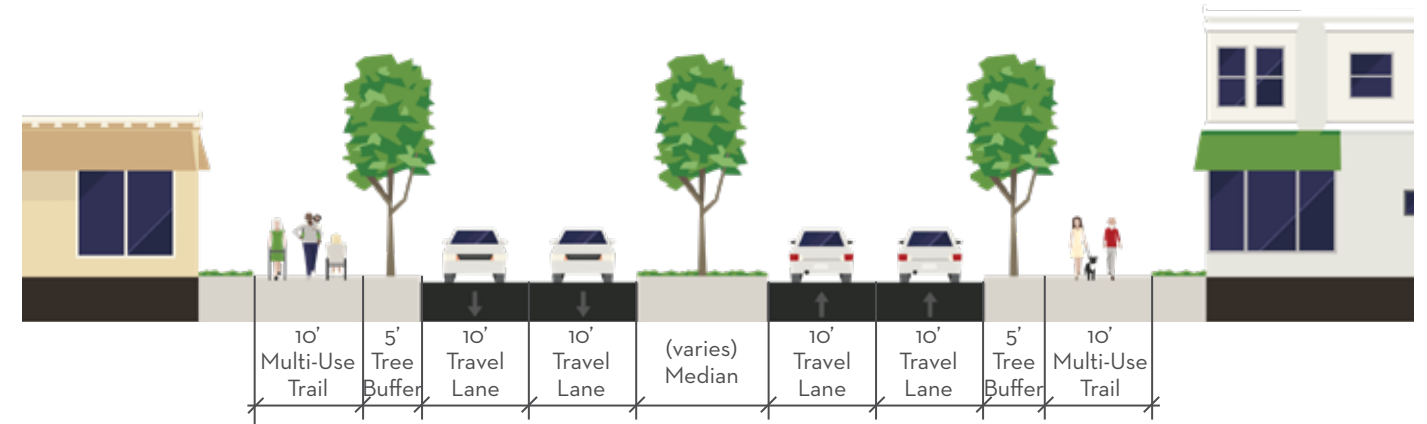 10’
Multi-Use
Trail
5’
Tree
Buffer
10’
Travel
Lane
10’
Travel
Lane
(varies)
Median
10’
Travel
Lane
10’
Travel
Lane
5’
Tree
Buffer
10’
Multi-Use
Trail